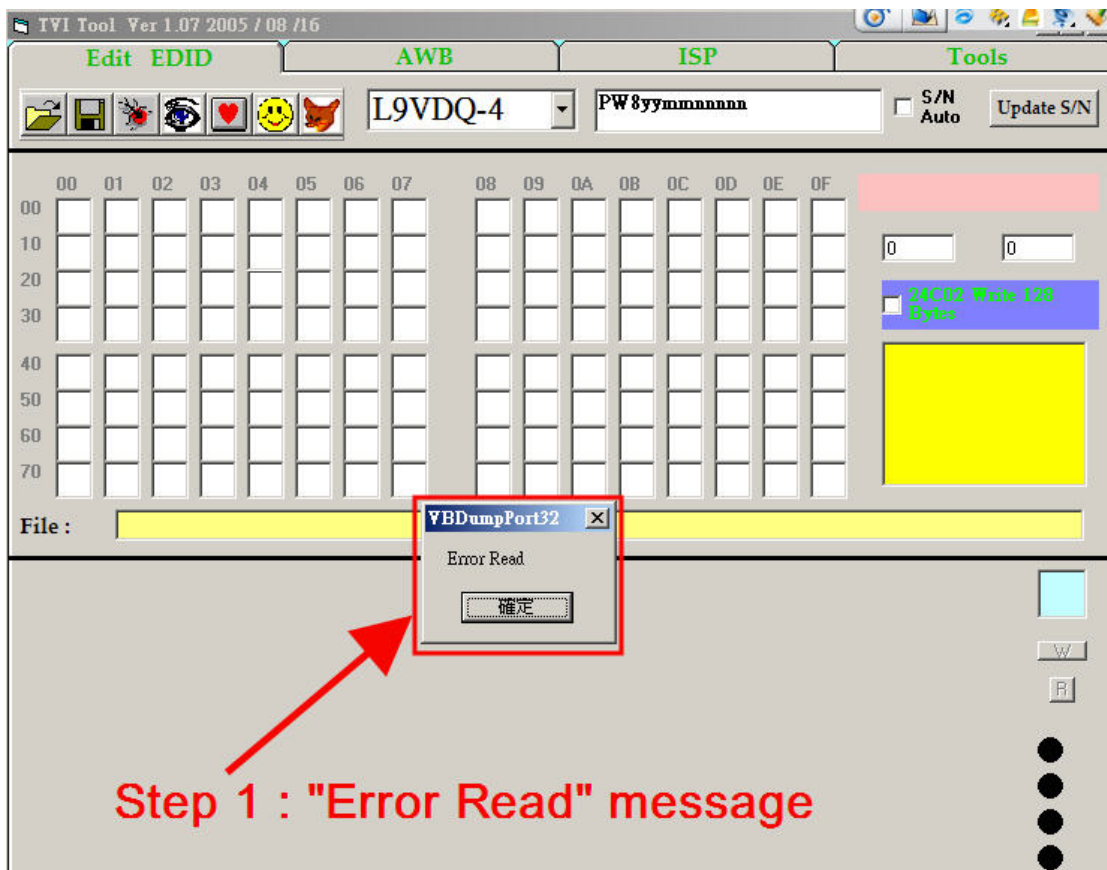 TVI Tool Ver 1.07 2005 / 08 /16
Edit EDID
AWB
ISP
Tools
L9VDQ-4
PW8yymmnnnnn
S/N
Auto
Update S/N
00 01 02 03 04 05 06 07 08 09 0A 0B 0C 0D 0E 0F
00
10
0 0
20
24C02 Write 128
Bytes
30
40
50
60
70
File :
VBDumpPort32
Error Read
確定
W
R
Step 1 : "Error Read" message